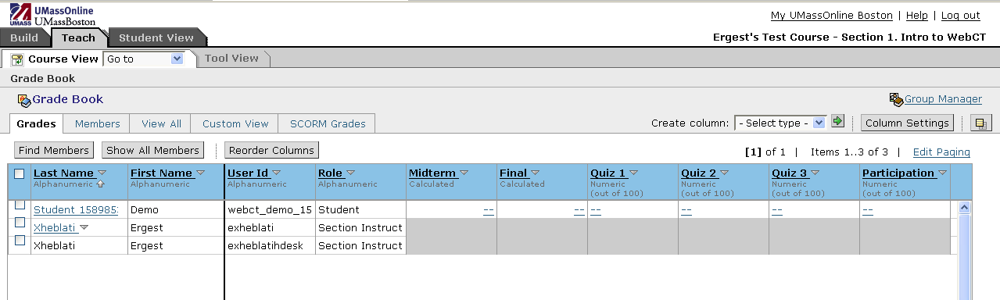 UMassOnline
UMASS UMassBoston
My UMassOnline Boston | Help | Log out
Build Teach Student View
Ergest's Test Course - Section 1. Intro to WebCT
Course View Go to Tool View
Grade Book
Grade Book
Group Manager
Grades Members View All Custom View SCORM Grades
Create column: - Select type - Column Settings
Find Members Show All Members Reorder Columns
[1] of 1 | Items 1..3 of 3 | Edit Paging
Last Name First Name User Id Role Midterm Final Quiz 1 Quiz 2 Quiz 3 Participation
Alphanumeric Alphanumeric Alphanumeric Alphanumeric Calculated Calculated Numeric Numeric Numeric Numeric
(out of 100) (out of 100) (out of 100) (out of 100)
Student_158985 Demo webct_demo_15 Student -- -- -- -- -- --
Xheblati Ergest exheblati Section Instruct
Xheblati Ergest exheblatihdesk Section Instruct